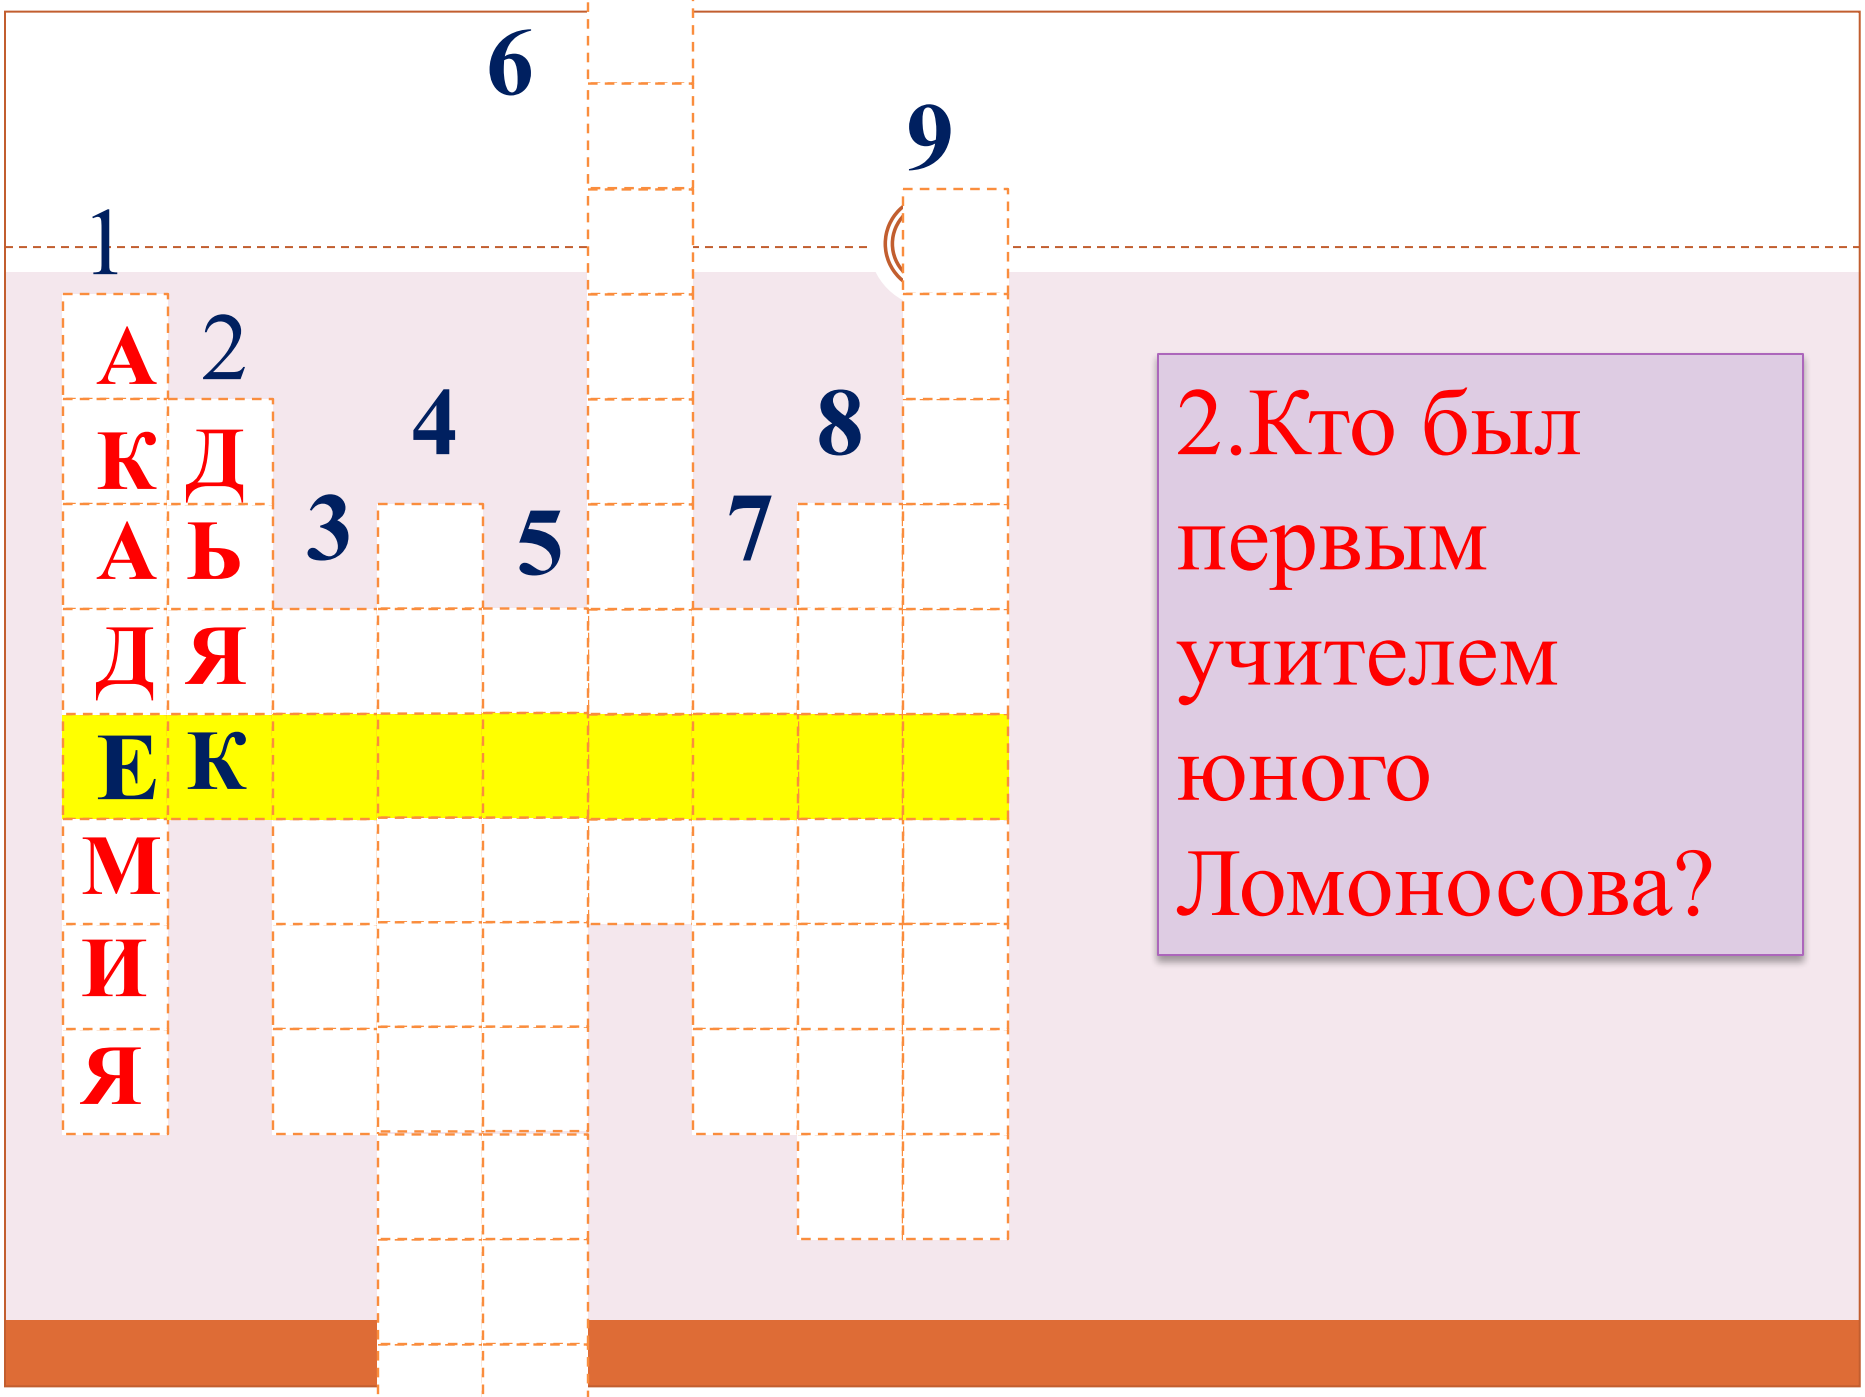 6
9
1
2
4
8
3
5
7
А
К Д
А Ь
Д Я
Е К
М
И
Я
2.Кто был
первым
учителем
юного
Ломоносова?